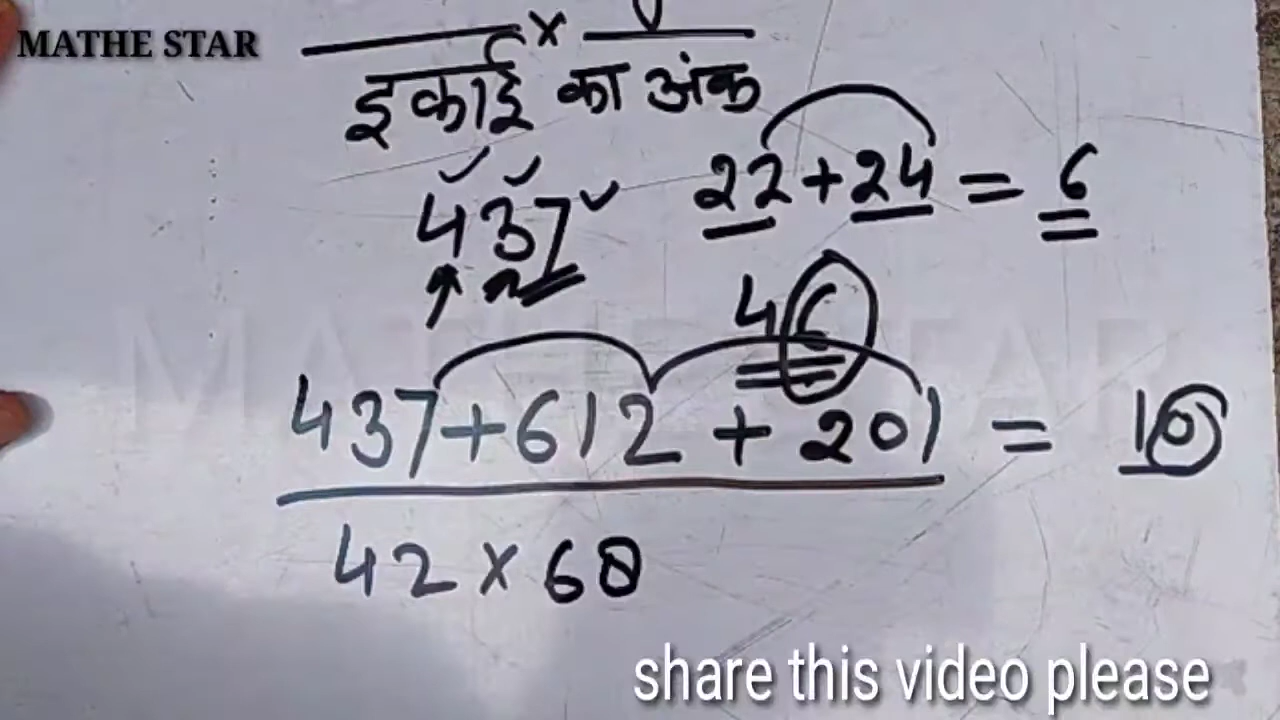 MATHE STAR
×
इकाई का अंक
437
22+24=6
46
437+612+201=10
42×68
share this video please